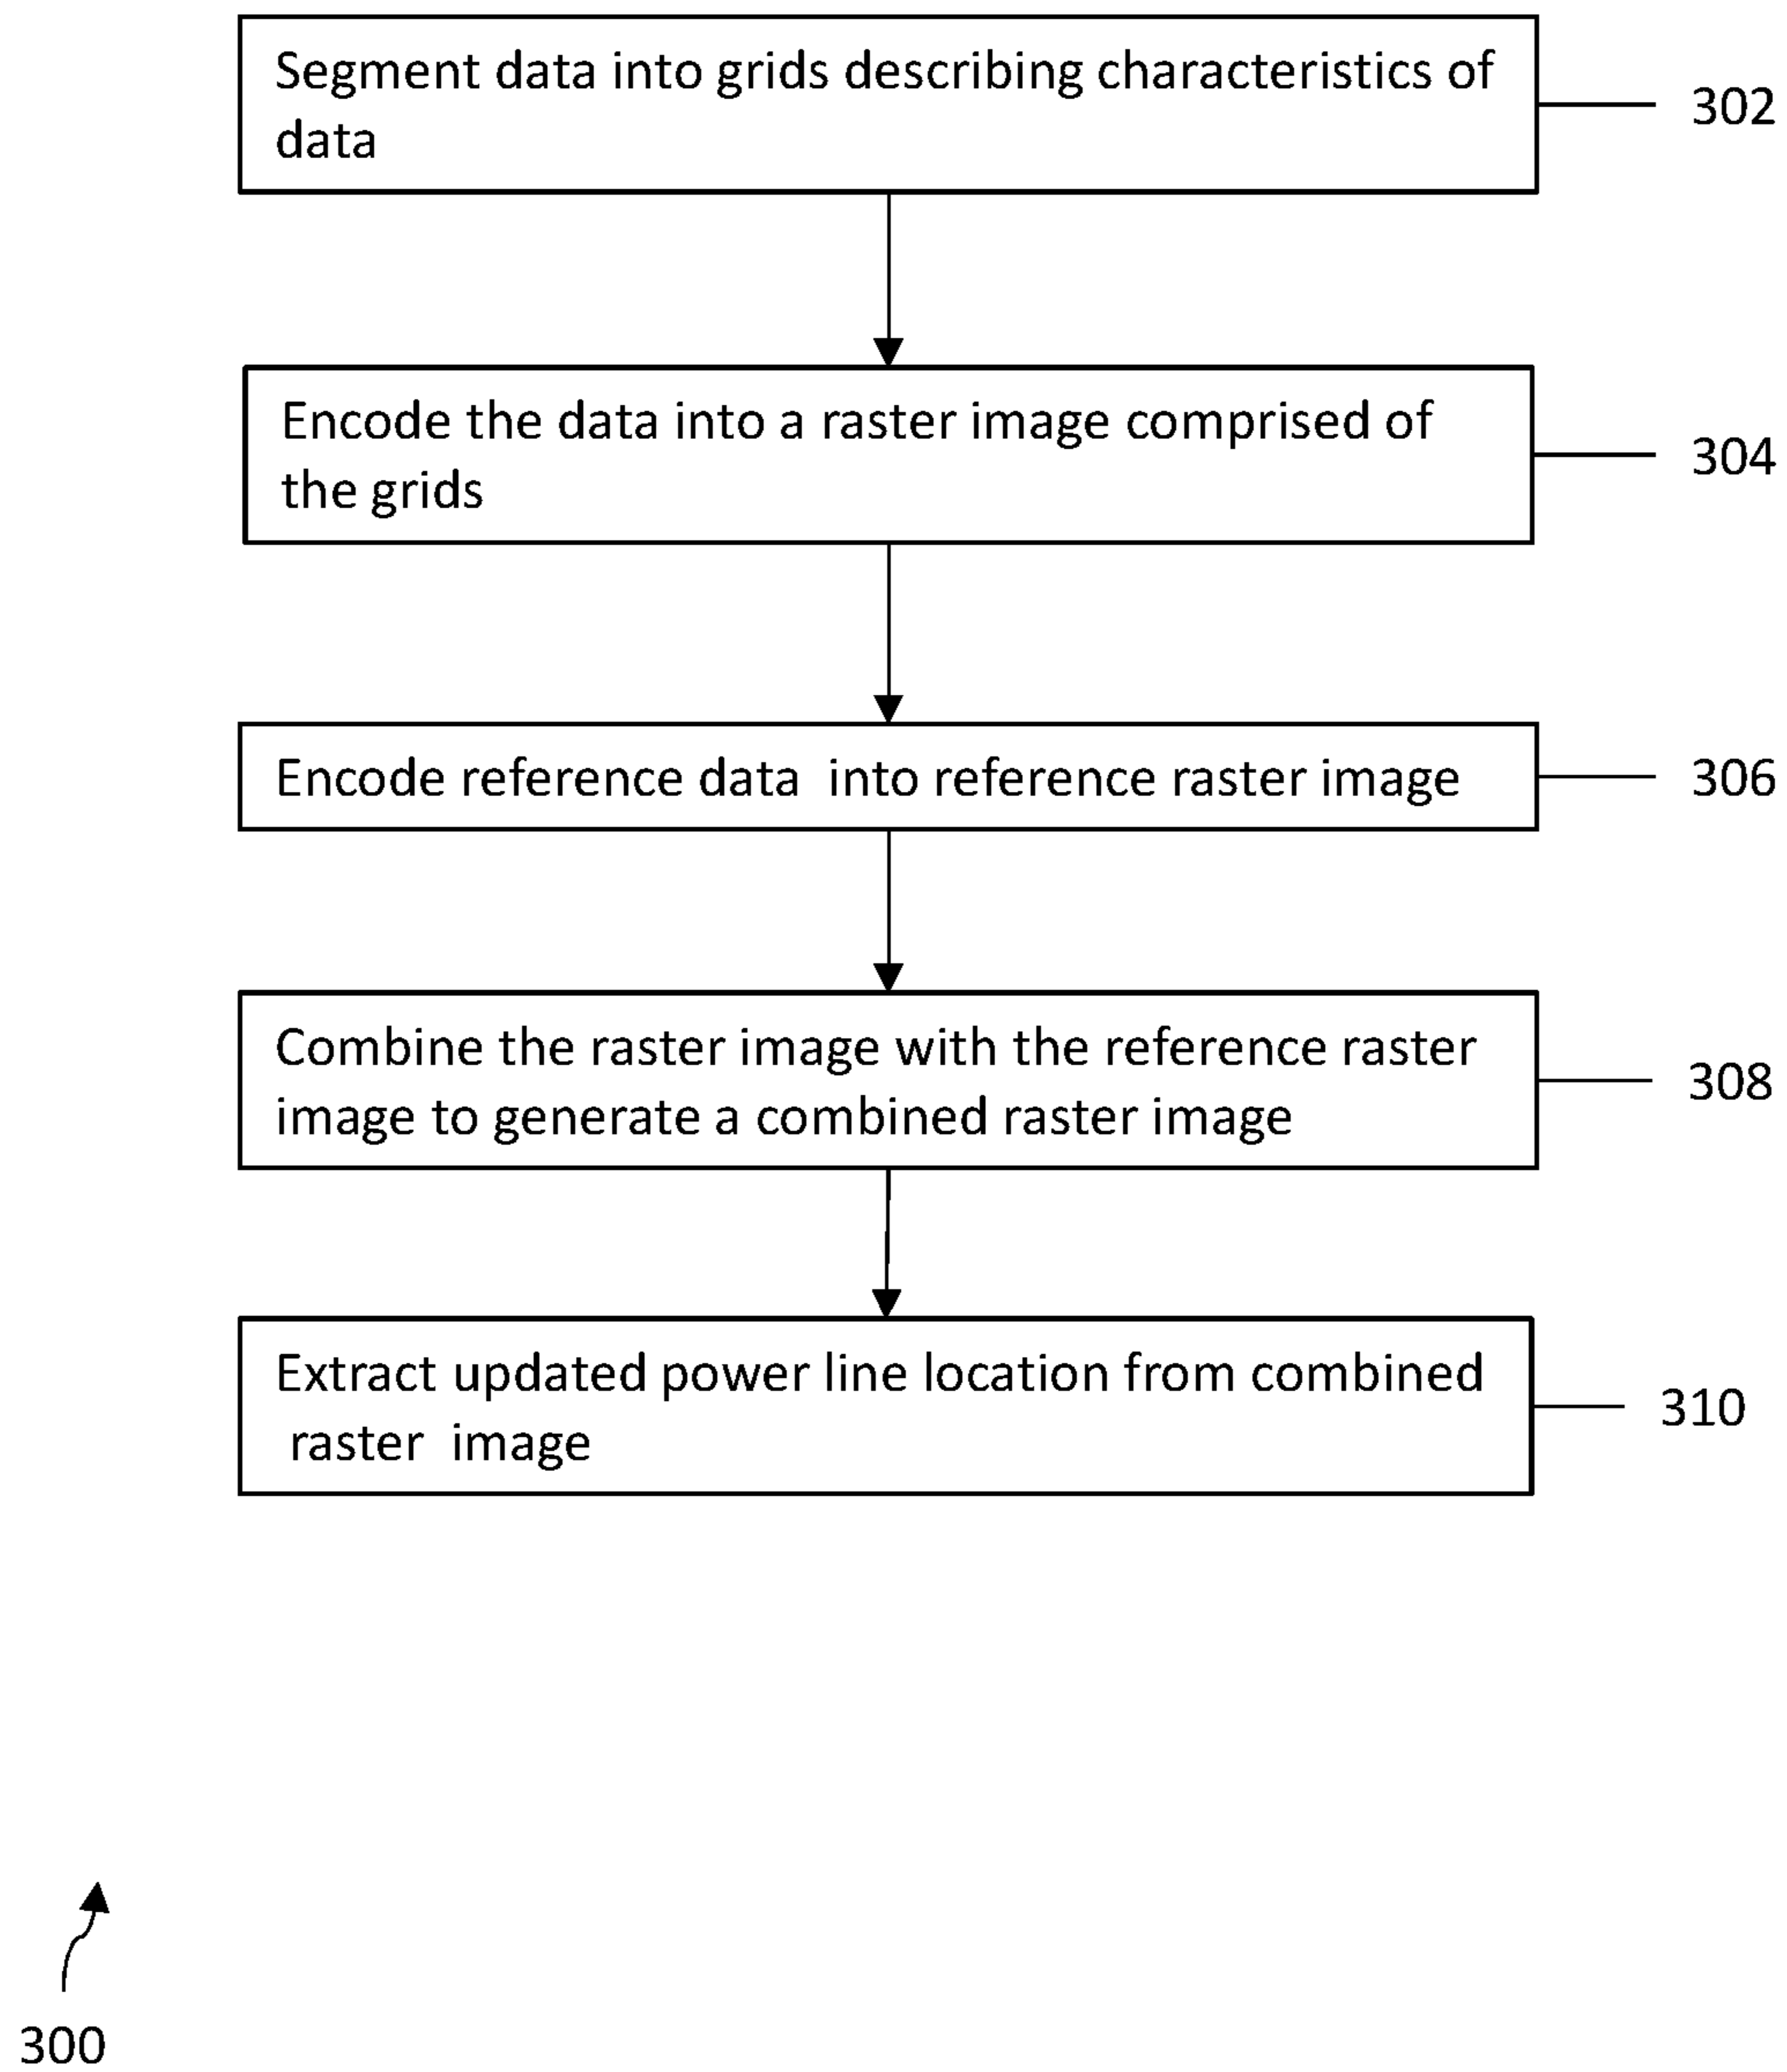 Segment data into grids describing characteristics of
data
302
Encode the data into a raster image comprised of
the grids
304
Encode reference data into reference raster image
306
Combine the raster image with the reference raster
image to generate a combined raster image
308
Extract updated power line location from combined
raster image
310
300